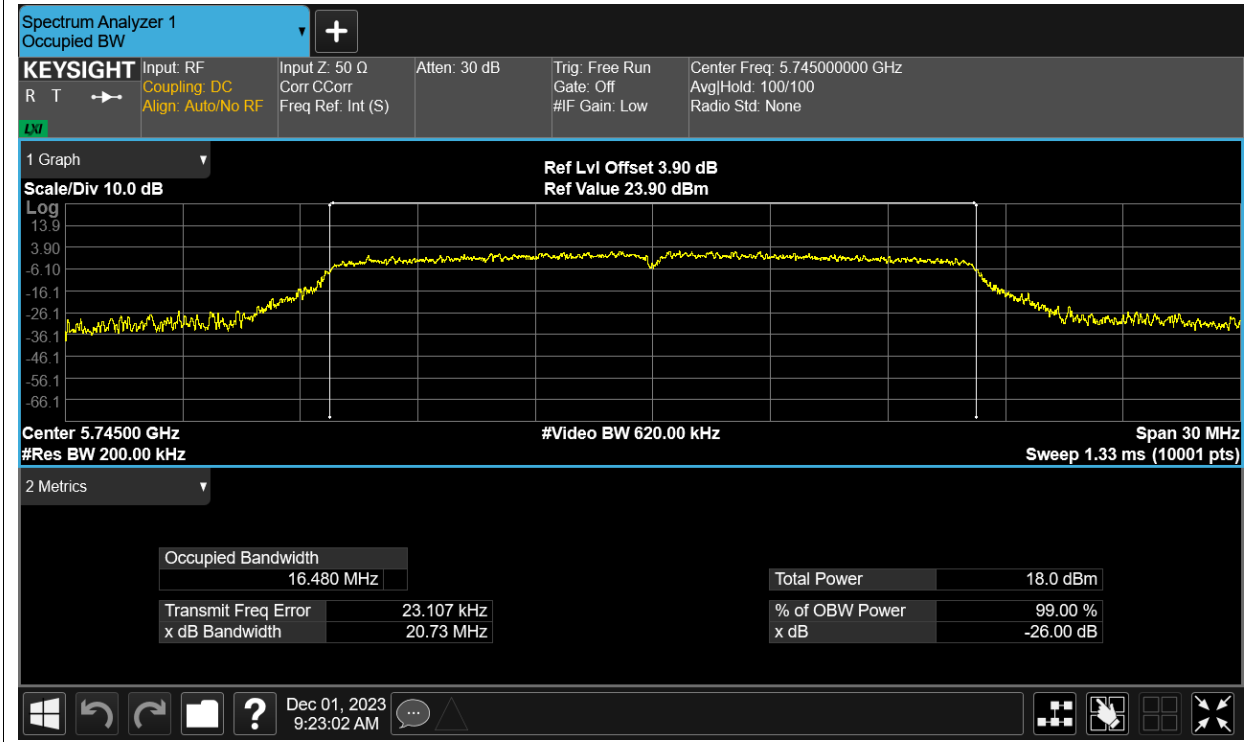 Spectrum Analyzer 1
Occupied BW
KEYSIGHT
R T
LXI
Input: RF
Coupling: DC
Align: Auto/No RF
Input Z: 50 Ω
Corr CCorr
Freq Ref: Int (S)
Atten: 30 dB
Trig: Free Run
Gate: Off
#IF Gain: Low
Center Freq: 5.745000000 GHz
Avg|Hold: 100/100
Radio Std: None
1 Graph
Scale/Div 10.0 dB
Ref Lvl Offset 3.90 dB
Ref Value 23.90 dBm
Log
13.9
3.90
-6.10
-16.1
-26.1
-36.1
-46.1
-56.1
-66.1
Center 5.74500 GHz
#Video BW 620.00 kHz
Span 30 MHz
#Res BW 200.00 kHz
Sweep 1.33 ms (10001 pts)
2 Metrics
Occupied Bandwidth
16.480 MHz
Total Power 18.0 dBm
Transmit Freq Error 23.107 kHz
% of OBW Power 99.00 %
x dB Bandwidth 20.73 MHz
x dB -26.00 dB
?
Dec 01, 2023
9:23:02 AM